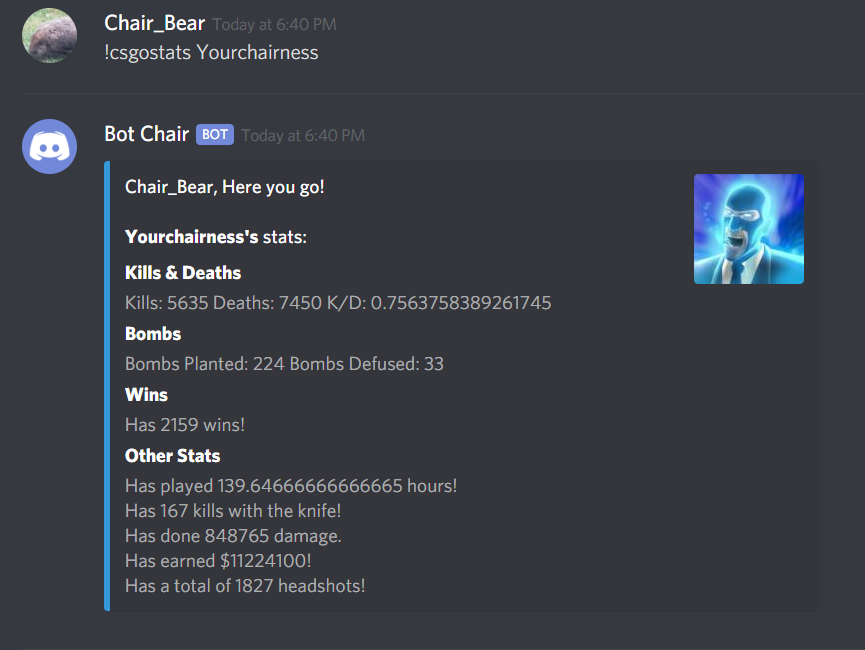 Chair_Bear Today at 6:40 PM
!csgostats Yourchairness
Bot Chair BOT Today at 6:40 PM
Chair_Bear, Here you go!
Yourchairness's stats:
Kills & Deaths
Kills: 5635 Deaths: 7450 K/D: 0.7563758389261745
Bombs
Bombs Planted: 224 Bombs Defused: 33
Wins
Has 2159 wins!
Other Stats
Has played 139.64666666666665 hours!
Has 167 kills with the knife!
Has done 848765 damage.
Has earned $11224100!
Has a total of 1827 headshots!